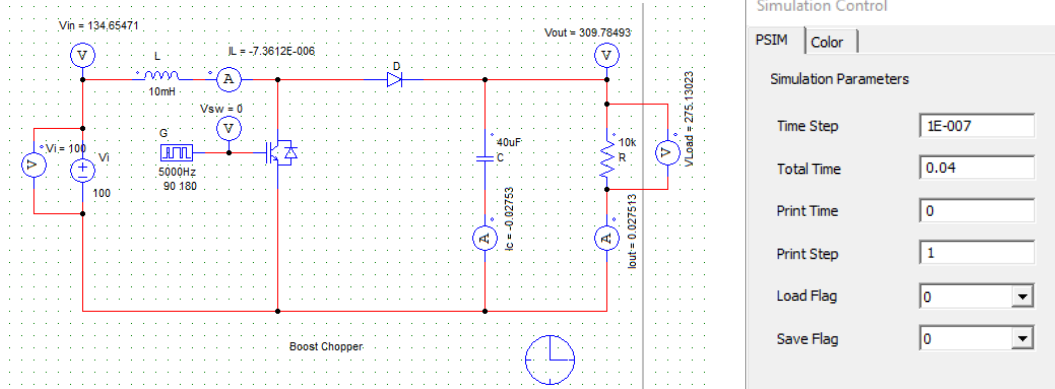 Vin = 134.65471
V
L
IL = -7.3612E-006
A
10mH
D
Vout = 309.78493
V
Vsw = 0
V
G
5000Hz
90 180
V
Vi = 100
Vi
100
40uF
C
10k
R
V
VLoad = 275.13023
A
Ic = -0.02753
A
Iout = 0.027513
Boost Chopper
Simulation Control
PSIM
Color
Simulation Parameters
Time Step 1E-007
Total Time 0.04
Print Time 0
Print Step 1
Load Flag 0
Save Flag 0